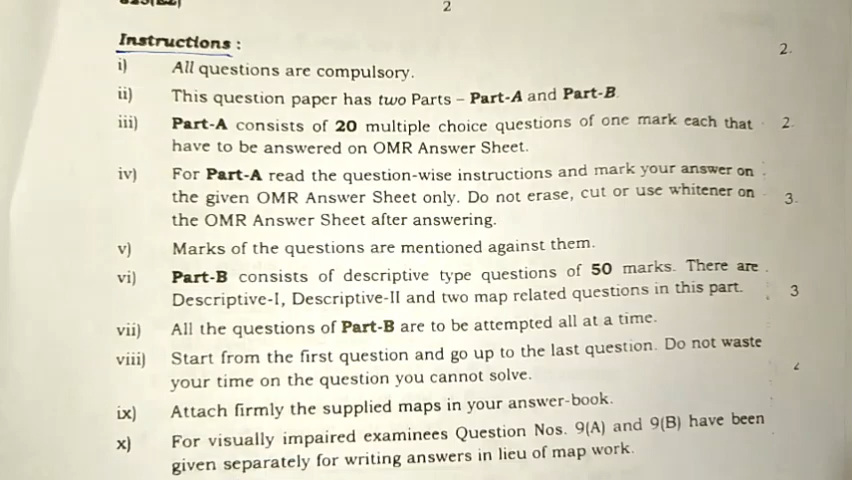 2
Instructions :
2.
i) All questions are compulsory.
ii) This question paper has two Parts – Part-A and Part-B.
iii) Part-A consists of 20 multiple choice questions of one mark each that
2.
have to be answered on OMR Answer Sheet.
iv) For Part-A read the question-wise instructions and mark your answer on
the given OMR Answer Sheet only. Do not erase, cut or use whitener on
3.
the OMR Answer Sheet after answering.
v) Marks of the questions are mentioned against them.
vi) Part-B consists of descriptive type questions of 50 marks. There are
Descriptive-I, Descriptive-II and two map related questions in this part.
3
vii) All the questions of Part-B are to be attempted all at a time.
viii) Start from the first question and go up to the last question. Do not waste
your time on the question you cannot solve.
ix) Attach firmly the supplied maps in your answer-book.
x) For visually impaired examinees Question Nos. 9(A) and 9(B) have been
given separately for writing answers in lieu of map work.